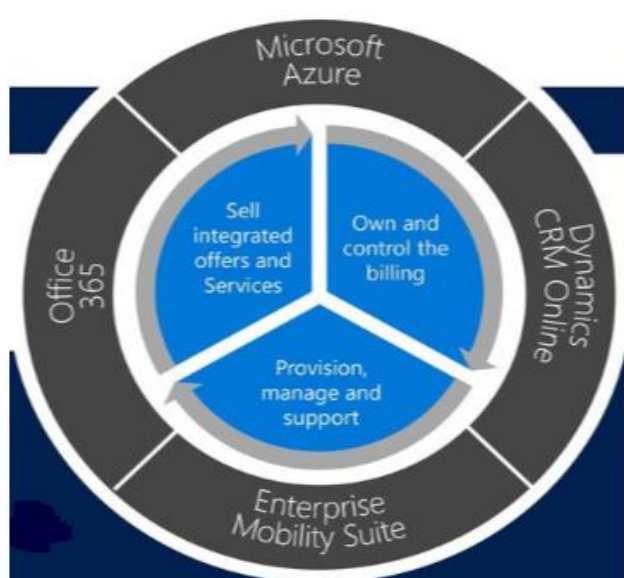 Microsoft
Azure
Sell
integrated
offers and
Services
Own and
control the
billing
Office
365
Dynamics
CRM Online
Provision,
manage and
support
Enterprise
Mobility Suite